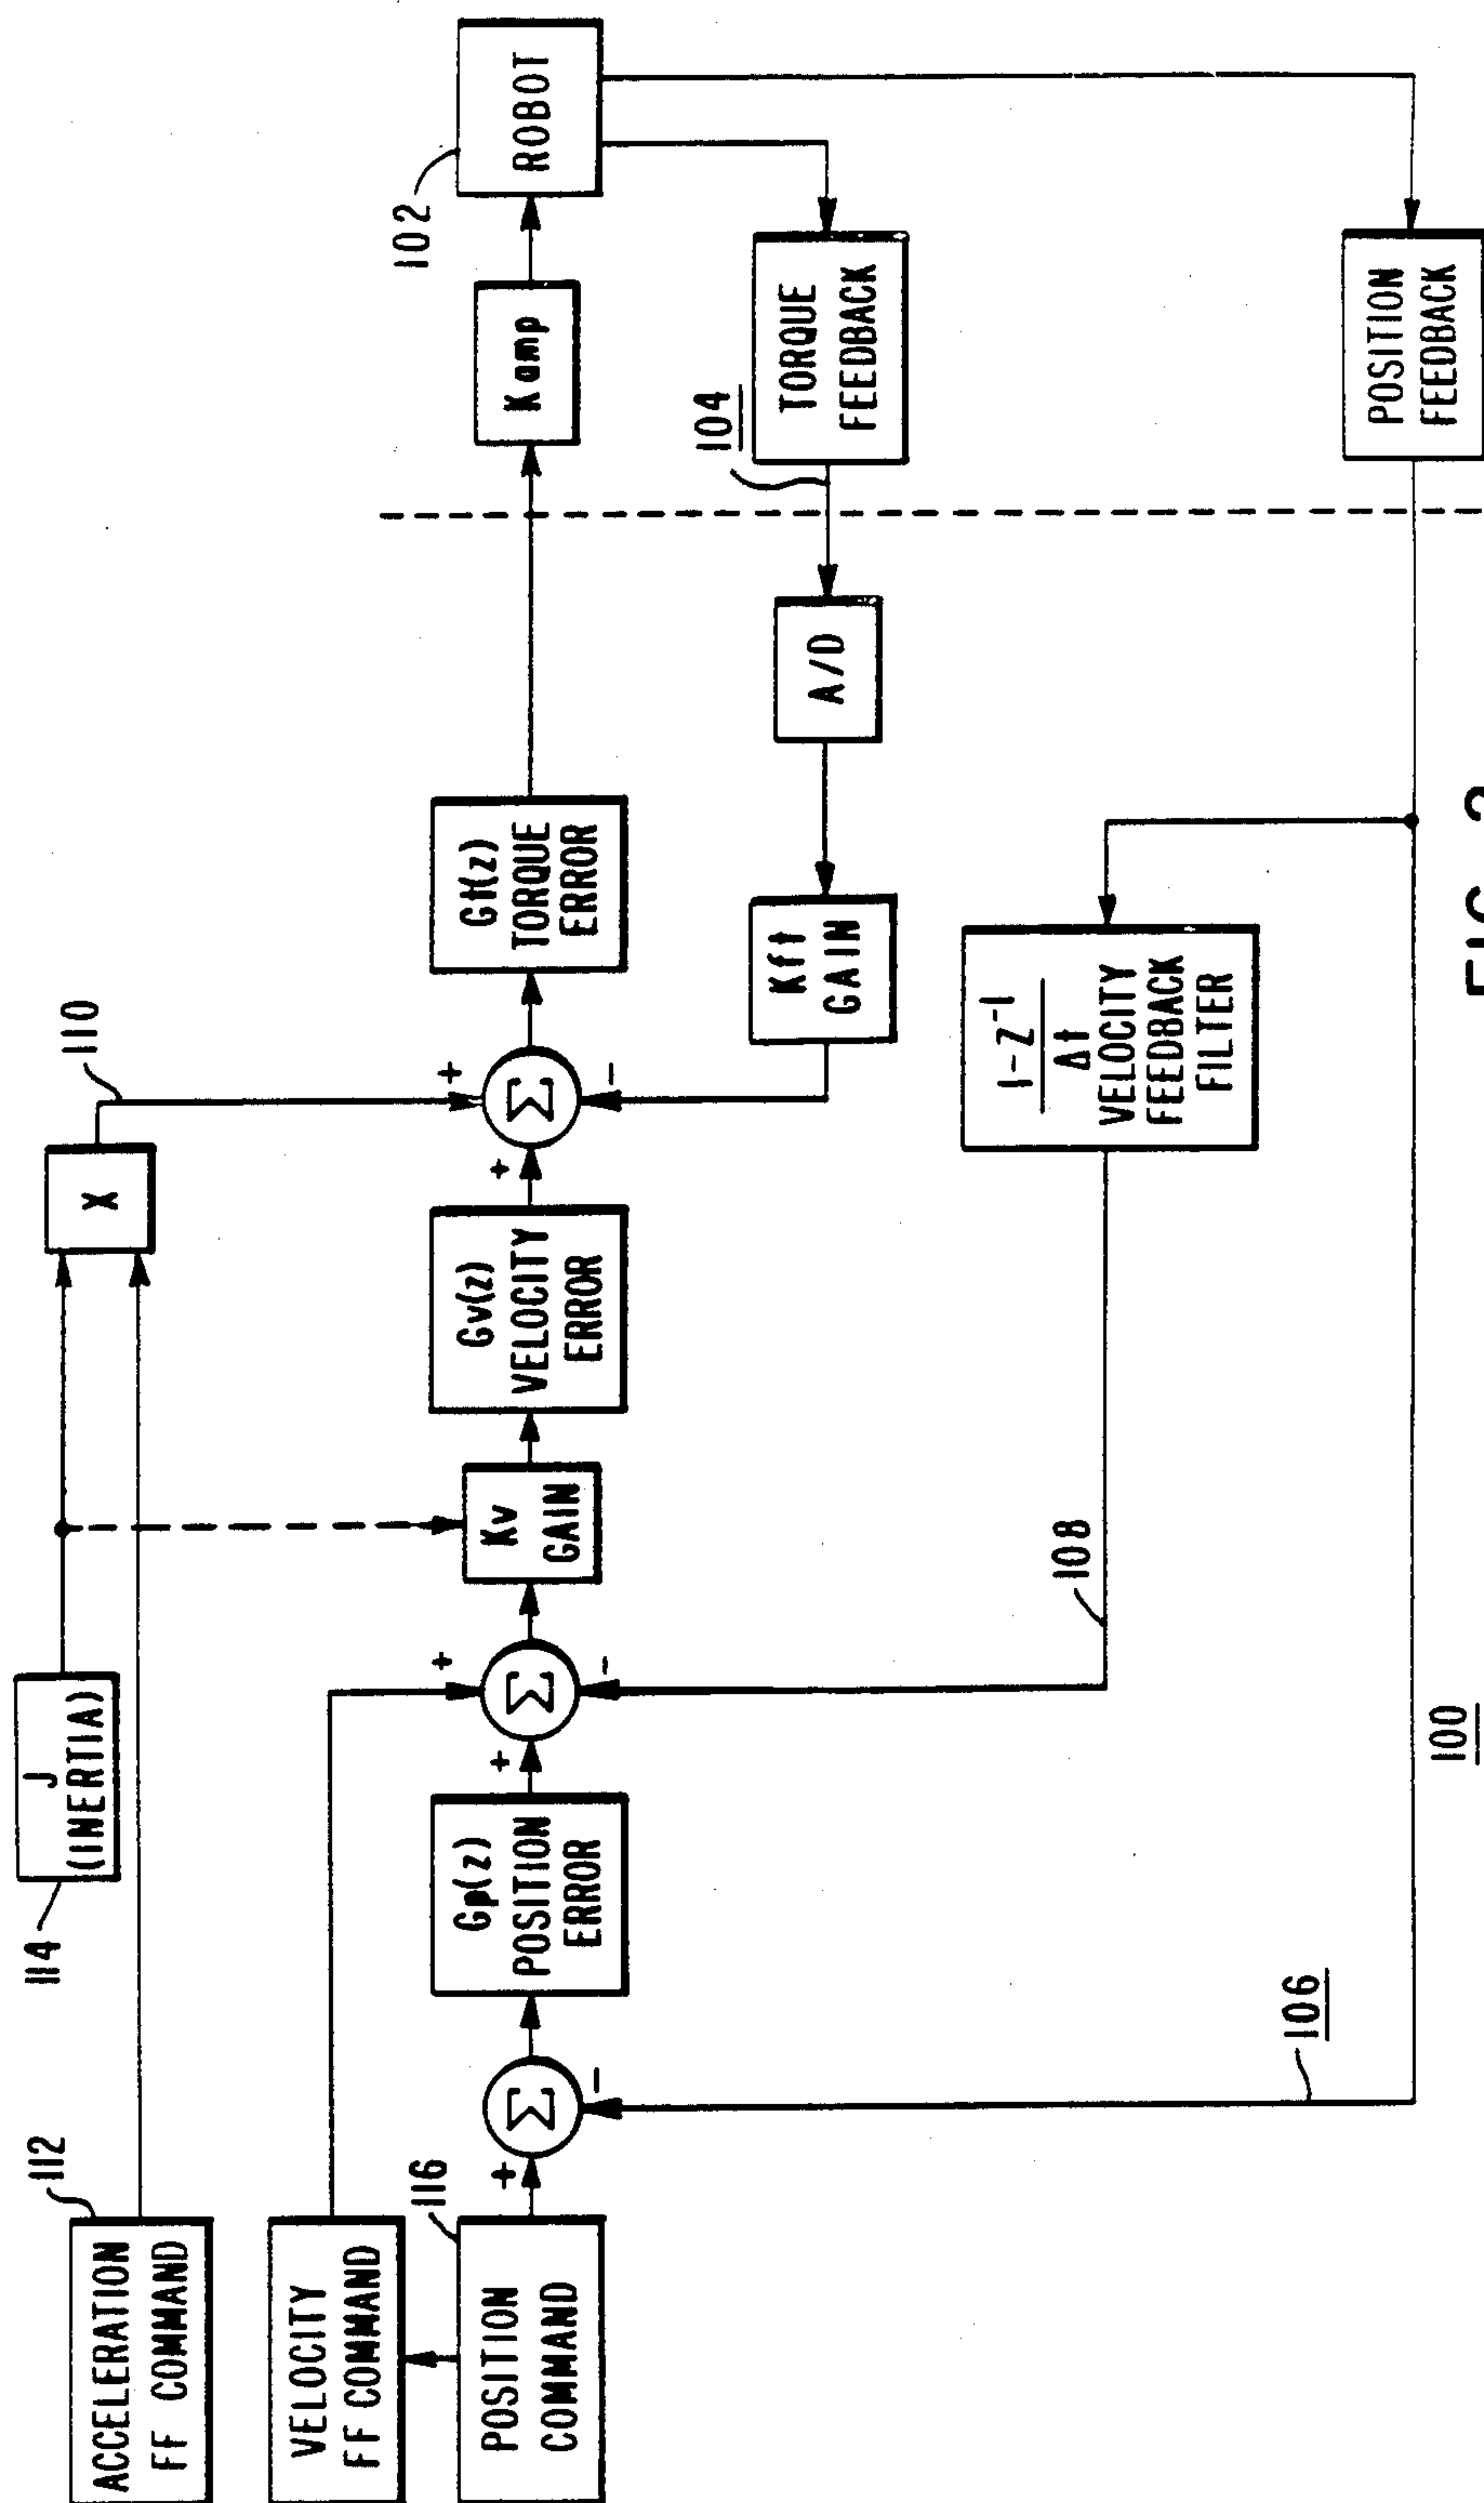 112
ACCELERATION
FF COMMAND
114
J
(INERTIA)
X
110
VELOCITY
FF COMMAND
116
POSITION
COMMAND
+
-
Σ
Gp(z)
POSITION
ERROR
+
+
-
Σ
Kv
GAIN
Gv(z)
VELOCITY
ERROR
+
+
-
Σ
Gt(z)
TORQUE
ERROR
K amp
102
ROBOT
104
TORQUE
FEEDBACK
A/D
Kft
GAIN
1-z⁻¹
Δt
VELOCITY
FEEDBACK
FILTER
108
106
100
POSITION
FEEDBACK
FIG